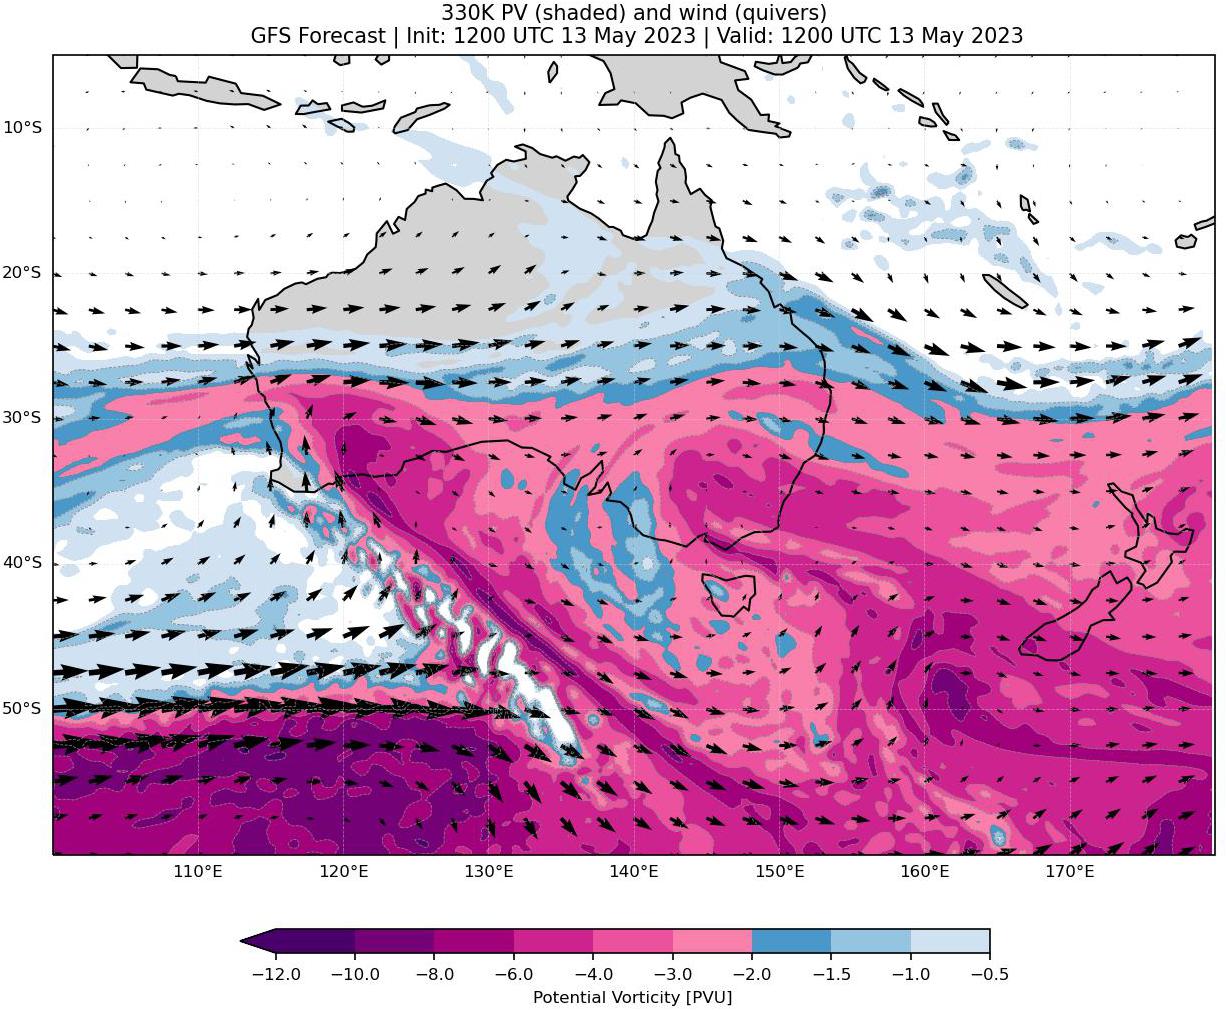 330K PV (shaded) and wind (quivers)
GFS Forecast | Init: 1200 UTC 13 May 2023 | Valid: 1200 UTC 13 May 2023
10°S
20°S
30°S
40°S
50°S
110°E 120°E 130°E 140°E 150°E 160°E 170°E
−12.0 −10.0 −8.0 −6.0 −4.0 −3.0 −2.0 −1.5 −1.0 −0.5
Potential Vorticity [PVU]